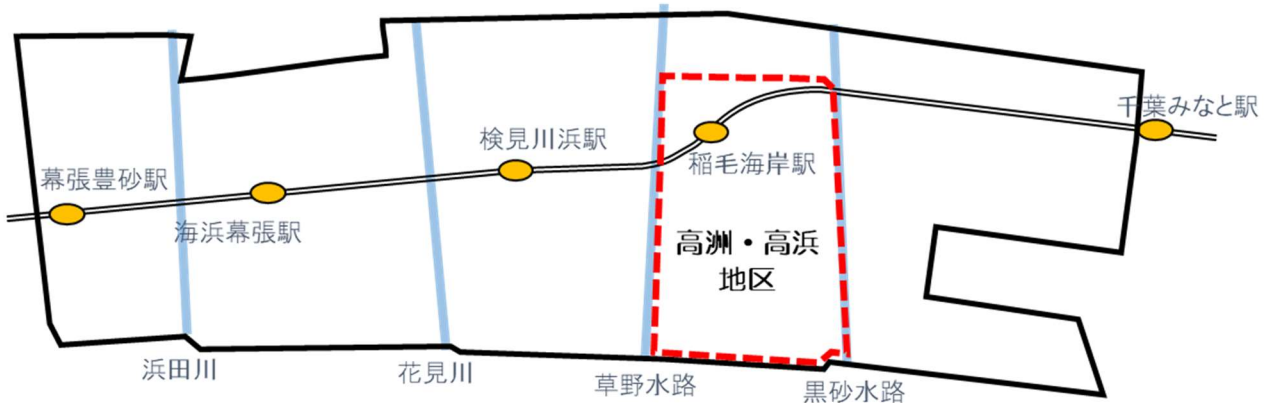 千葉みなと駅
検見川浜駅
稲毛海岸駅
幕張豊砂駅
海浜幕張駅
高洲・高浜
地区
浜田川
花見川
草野水路
黒砂水路